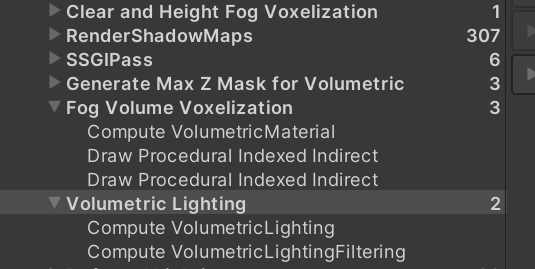 Clear and Height Fog Voxelization 1
RenderShadowMaps 307
SSGIPass 6
Generate Max Z Mask for Volumetric 3
Fog Volume Voxelization 3
Compute VolumetricMaterial
Draw Procedural Indexed Indirect
Draw Procedural Indexed Indirect
Volumetric Lighting 2
Compute VolumetricLighting
Compute VolumetricLightingFiltering